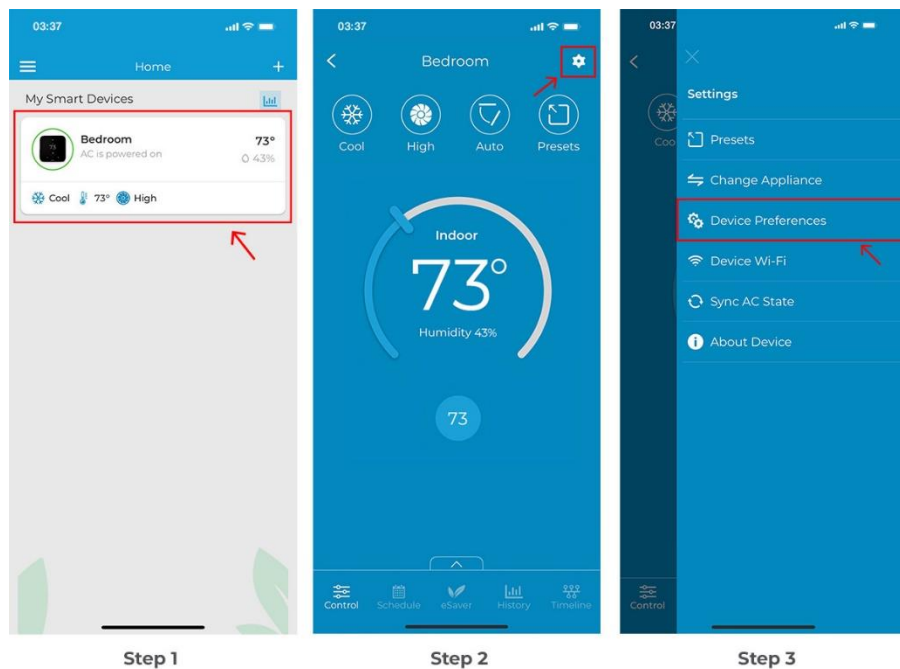 03:37
Home
My Smart Devices
Bedroom
73°
AC is powered on
43%
Cool
73°
High
Step 1
03:37
Bedroom
Cool
High
Auto
Presets
Indoor
73°
Humidity 43%
73
Control
Schedule
eSaver
History
Timeline
Step 2
03:37
Coo
Control
Settings
Presets
Change Appliance
Device Preferences
Device Wi-Fi
Sync AC State
About Device
Step 3